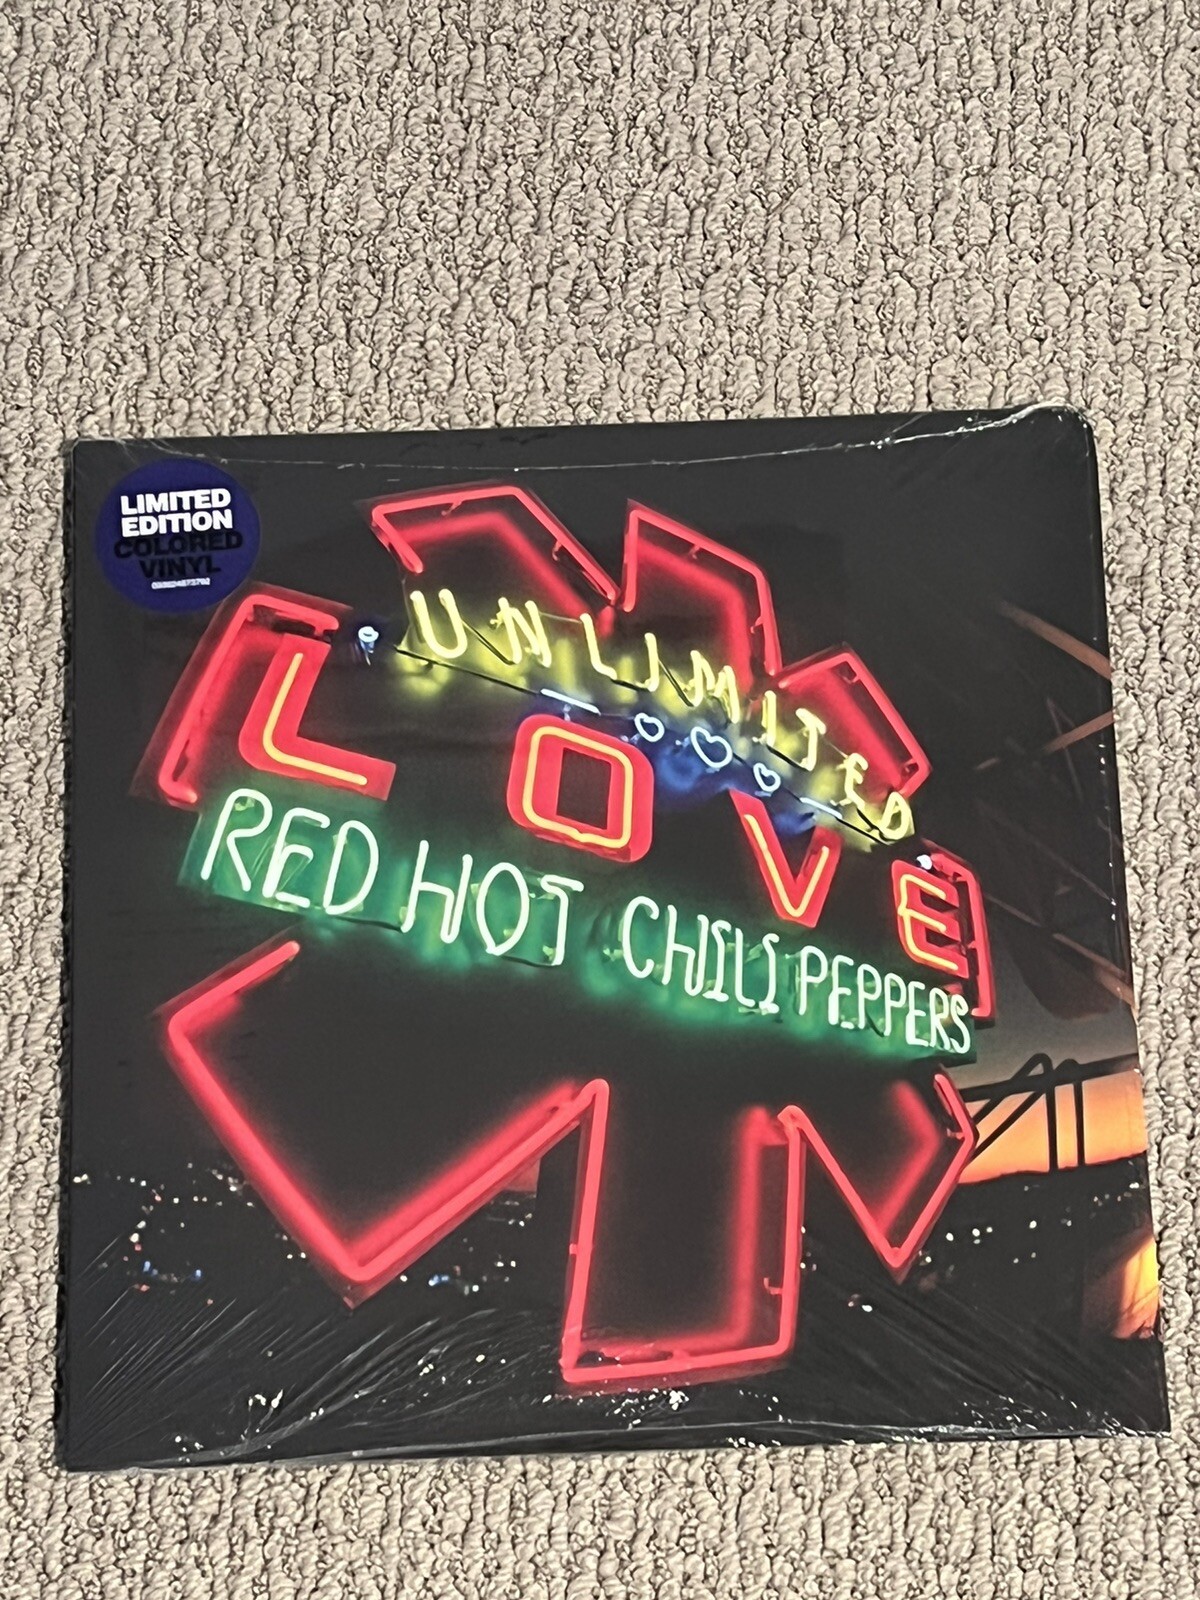 LIMITED
EDITION
COLORED
VINYL
UNLIMITED
LOVE
RED HOT CHILI PEPPERS